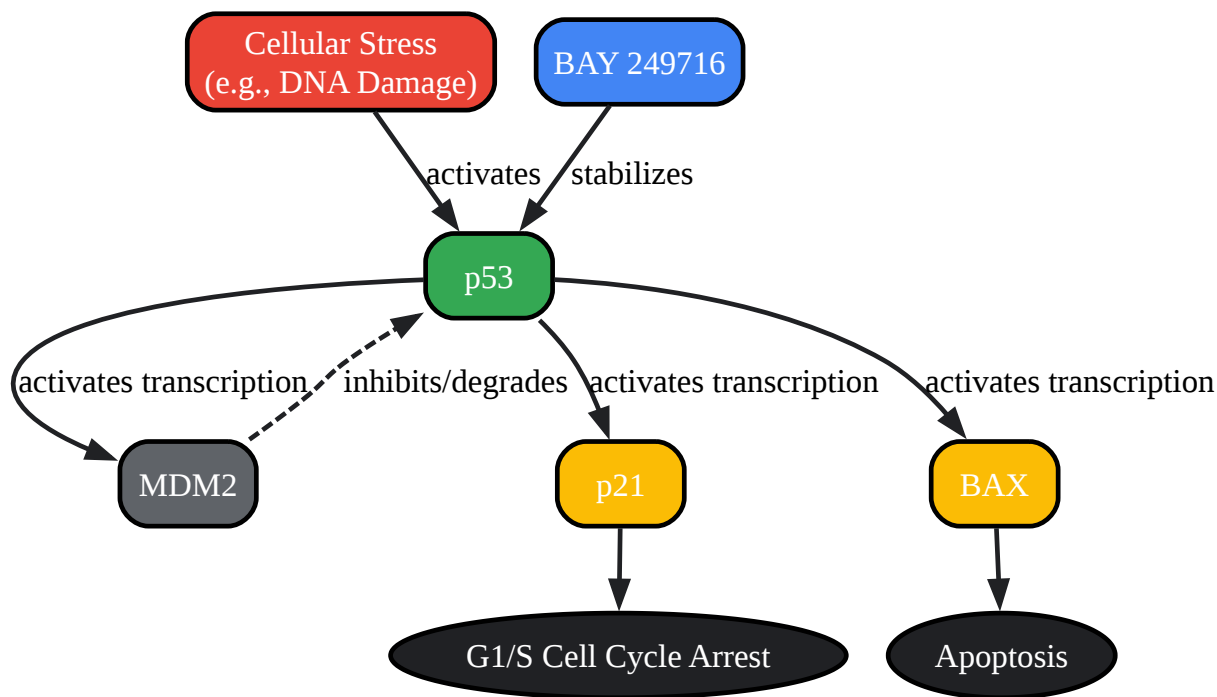 Cellular Stress
(e.g., DNA Damage)
BAY 249716
activates
stabilizes
p53
activates transcription
inhibits/degrades
activates transcription
activates transcription
MDM2
p21
BAX
G1/S Cell Cycle Arrest
Apoptosis